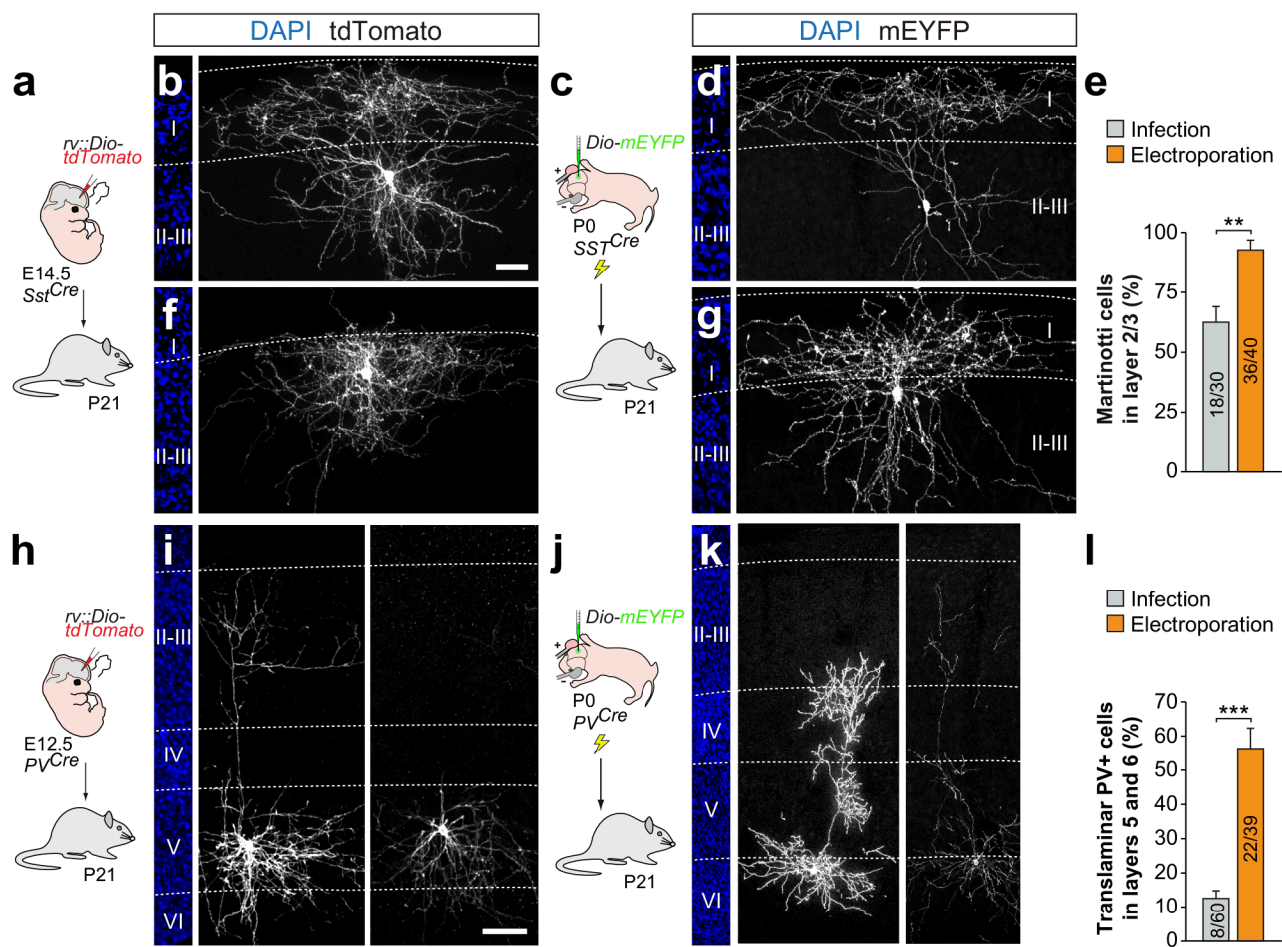 DAPI tdTomato
DAPI mEYFP
a
rv::Dio-
tdTomato
E14.5
SstCre
P21
b
I
II-III
c
Dio-mEYFP
+
-
P0
SSTCre
P21
d
I
II-III
I
II-III
e
Infection
Electroporation
**
Martinotti cells
in layer 2/3 (%)
100
75
50
25
0
18/30
36/40
f
I
II-III
g
I
II-III
I
II-III
h
rv::Dio-
tdTomato
E12.5
PVCre
P21
i
II-III
IV
V
VI
j
Dio-mEYFP
+
-
P0
PVCre
P21
k
II-III
IV
V
VI
l
Infection
Electroporation
***
Translaminar PV+ cells
in layers 5 and 6 (%)
70
60
50
40
30
20
10
0
8/60
22/39